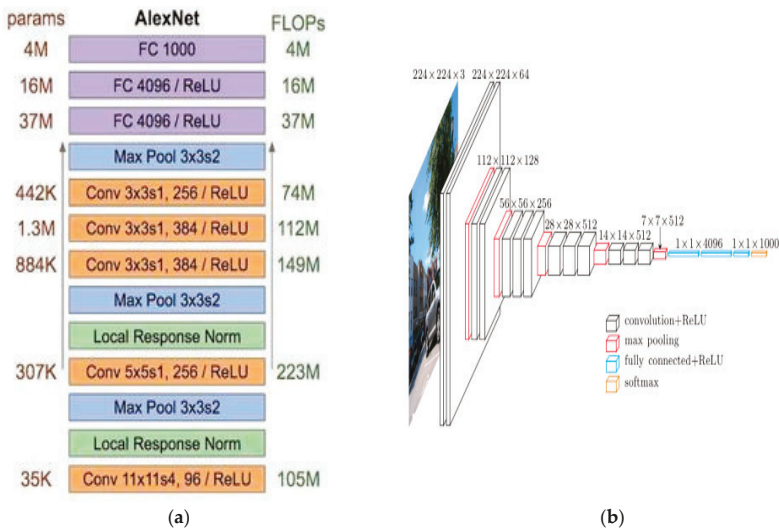 params AlexNet FLOPs
4M FC 1000 4M
16M FC 4096 / ReLU 16M
37M FC 4096 / ReLU 37M
Max Pool 3x3s2
442K Conv 3x3s1, 256 / ReLU 74M
1.3M Conv 3x3s1, 384 / ReLU 112M
884K Conv 3x3s1, 384 / ReLU 149M
Max Pool 3x3s2
Local Response Norm
307K Conv 5x5s1, 256 / ReLU 223M
Max Pool 3x3s2
Local Response Norm
35K Conv 11x11s4, 96 / ReLU 105M
(a)
224 × 224 × 3 224 × 224 × 64
112 × 112 × 128
56 × 56 × 256
28 × 28 × 512
14 × 14 × 512
7 × 7 × 512
1 × 1 × 4096 1 × 1 × 1000
convolution+ReLU
max pooling
fully connected+ReLU
softmax
(b)